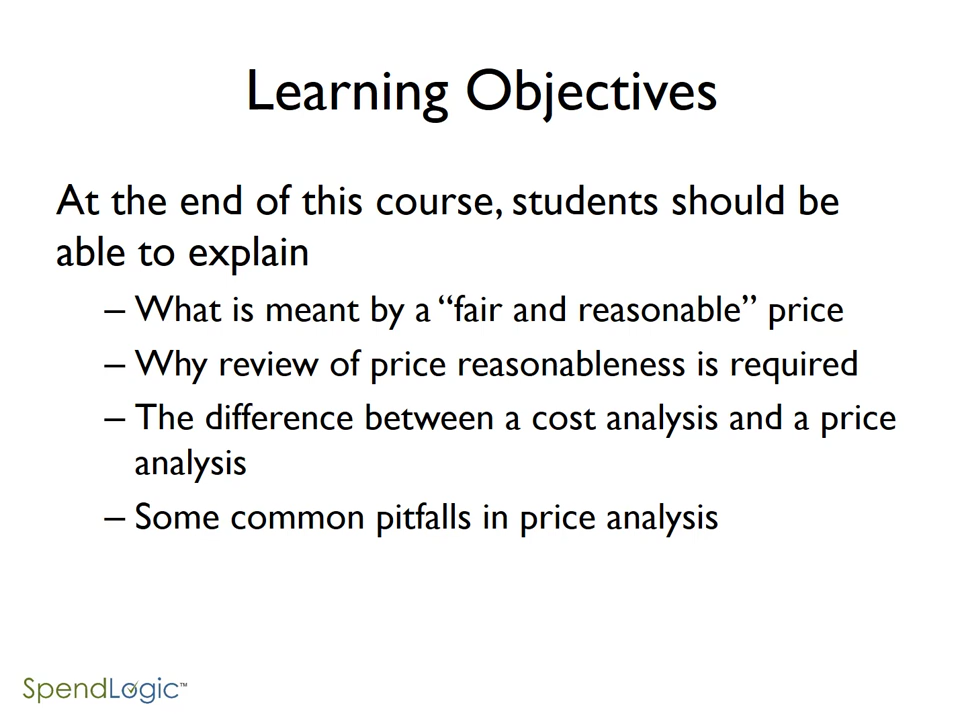 Learning Objectives
At the end of this course, students should be
able to explain
– What is meant by a “fair and reasonable” price
– Why review of price reasonableness is required
– The difference between a cost analysis and a price
analysis
– Some common pitfalls in price analysis
SpendLogic™